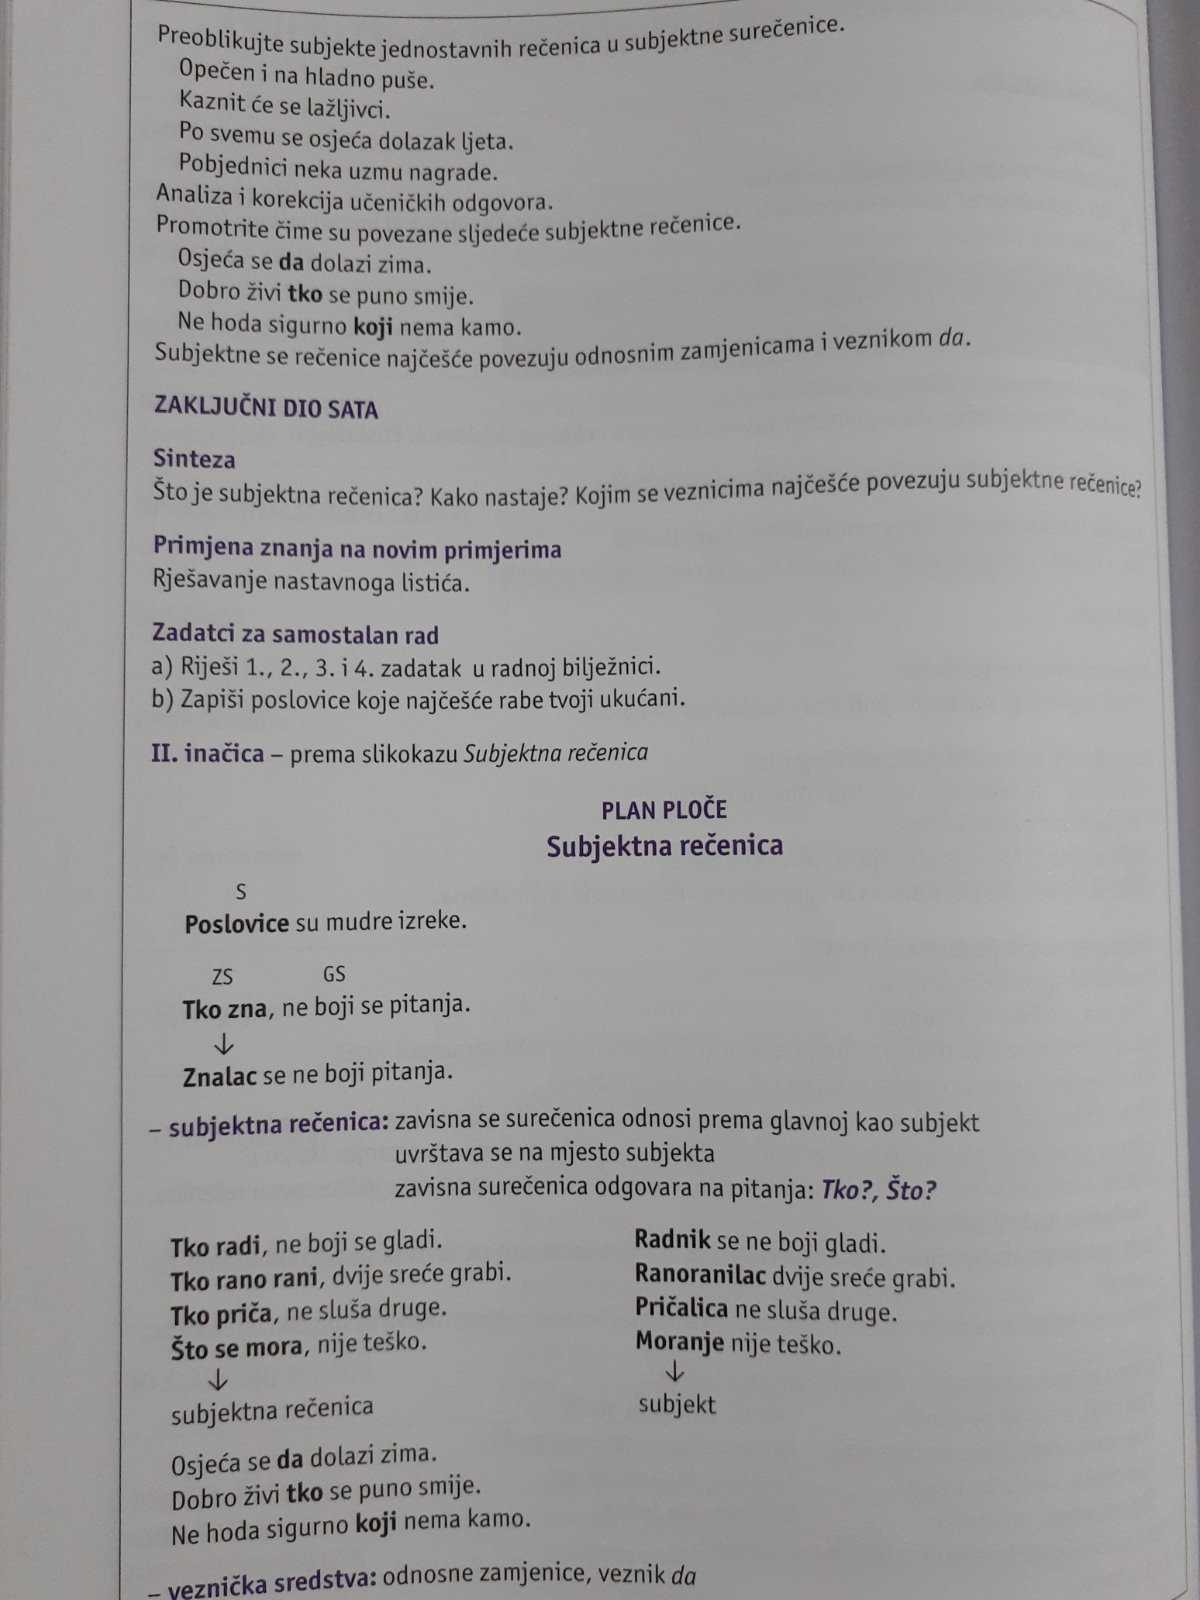 Preoblikujte subjekte jednostavnih rečenica u subjektne surečenice.
Opečen i na hladno puše.
Kaznit će se lažljivci.
Po svemu se osjeća dolazak ljeta.
Pobjednici neka uzmu nagrade.
Analiza i korekcija učeničkih odgovora.
Promotrite čime su povezane sljedeće subjektne rečenice.
Osjeća se da dolazi zima.
Dobro živi tko se puno smije.
Ne hoda sigurno koji nema kamo.
Subjektne se rečenice najčešće povezuju odnosnim zamjenicama i veznikom da.
ZAKLJUČNI DIO SATA
Sinteza
Što je subjektna rečenica? Kako nastaje? Kojim se veznicima najčešće povezuju subjektne rečenice?
Primjena znanja na novim primjerima
Rješavanje nastavnoga listića.
Zadatci za samostalan rad
a) Riješi 1., 2., 3. i 4. zadatak u radnoj bilježnici.
b) Zapiši poslovice koje najčešće rabe tvoji ukućani.
II. inačica – prema slikokazu Subjektna rečenica
PLAN PLOČE
Subjektna rečenica
S
Poslovice su mudre izreke.
ZS GS
Tko zna, ne boji se pitanja.
↓
Znalac se ne boji pitanja.
– subjektna rečenica: zavisna se surečenica odnosi prema glavnoj kao subjekt
uvrštava se na mjesto subjekta
zavisna surečenica odgovara na pitanja: Tko?, Što?
Tko radi, ne boji se gladi. Radnik se ne boji gladi.
Tko rano rani, dvije sreće grabi. Ranoranilac dvije sreće grabi.
Tko priča, ne sluša druge. Pričalica ne sluša druge.
Što se mora, nije teško. Moranje nije teško.
↓ ↓
subjektna rečenica subjekt
Osjeća se da dolazi zima.
Dobro živi tko se puno smije.
Ne hoda sigurno koji nema kamo.
– veznička sredstva: odnosne zamjenice, veznik da